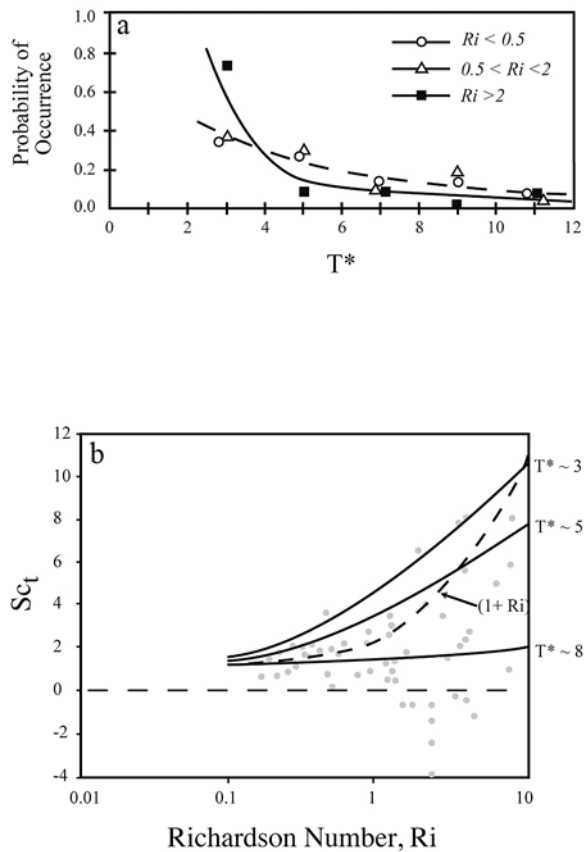 a
Probability of
Occurrence
1.0
0.8
0.6
0.4
0.2
0.0
Ri < 0.5
0.5 < Ri <2
Ri >2
0 2 4 6 8 10 12
T*
b
Sct
12
10
8
6
4
2
0
-2
-4
T* ~ 3
T* ~ 5
(1+ Ri)
T* ~ 8
0.01 0.1 1 10
Richardson Number, Ri